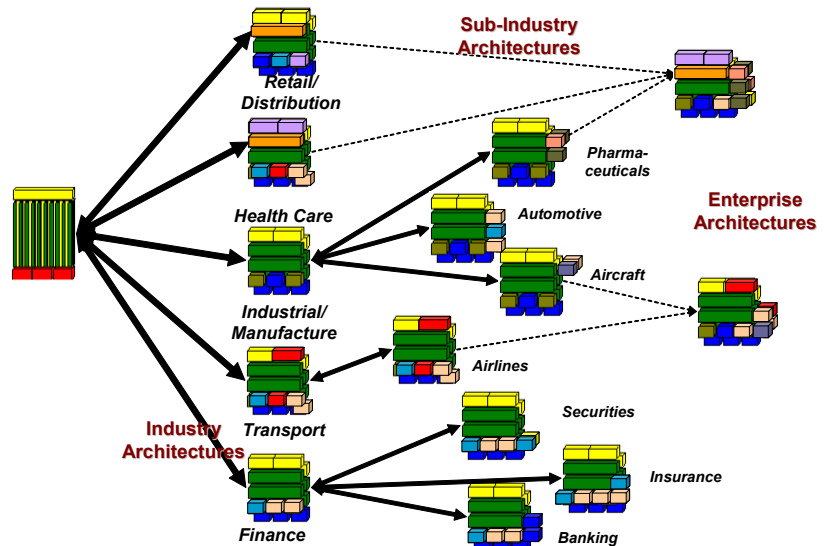 Sub-Industry
Architectures
Retail/
Distribution
Pharma-
ceuticals
Enterprise
Architectures
Health Care
Automotive
Aircraft
Industrial/
Manufacture
Airlines
Industry
Architectures
Transport
Securities
Insurance
Finance
Banking